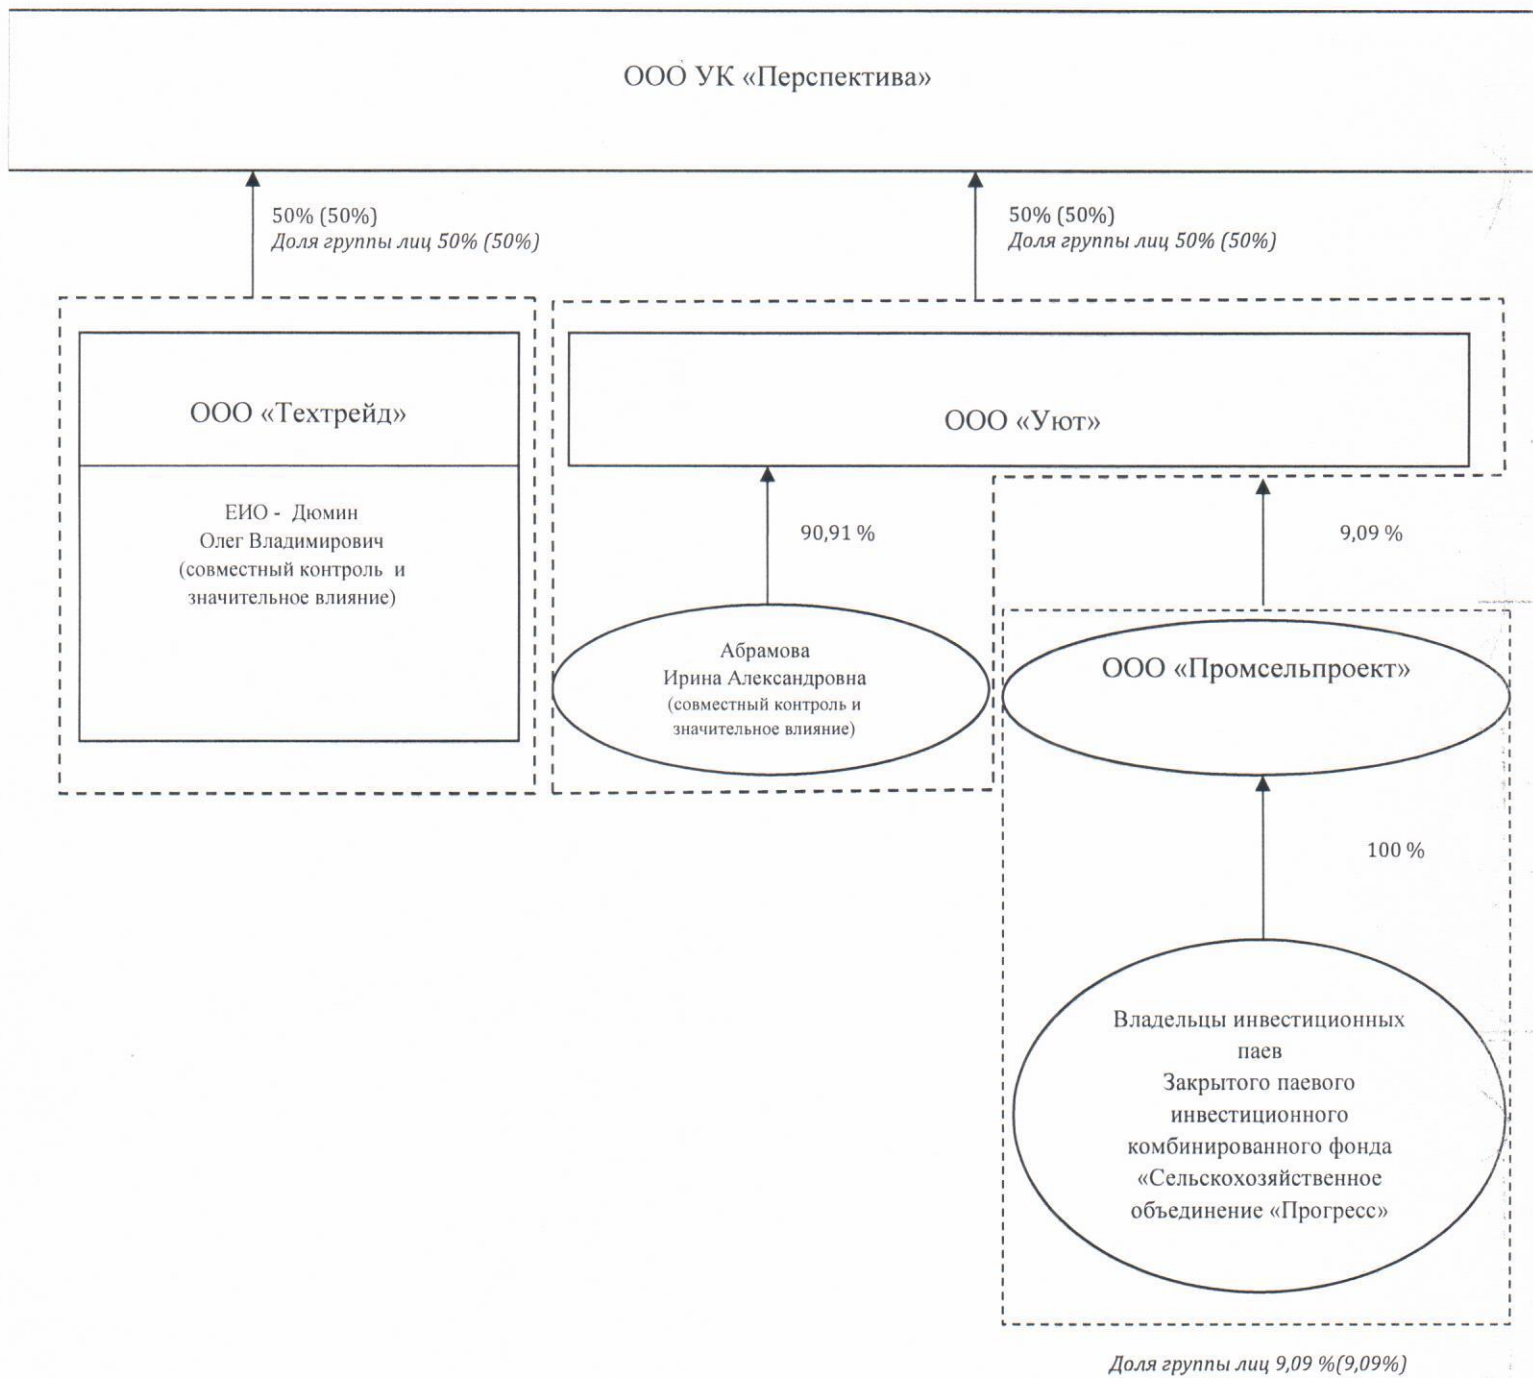 ООО УК «Перспектива»
50% (50%)
Доля группы лиц 50% (50%)
50% (50%)
Доля группы лиц 50% (50%)
ООО «Техтрейд»
ЕИО - Дюмин
Олег Владимирович
(совместный контроль и
значительное влияние)
ООО «Уют»
90,91 %
9,09 %
Абрамова
Ирина Александровна
(совместный контроль и
значительное влияние)
ООО «Промсельпроект»
100 %
Владельцы инвестиционных
паев
Закрытого паевого
инвестиционного
комбинированного фонда
«Сельскохозяйственное
объединение «Прогресс»
Доля группы лиц 9,09 %(9,09%)